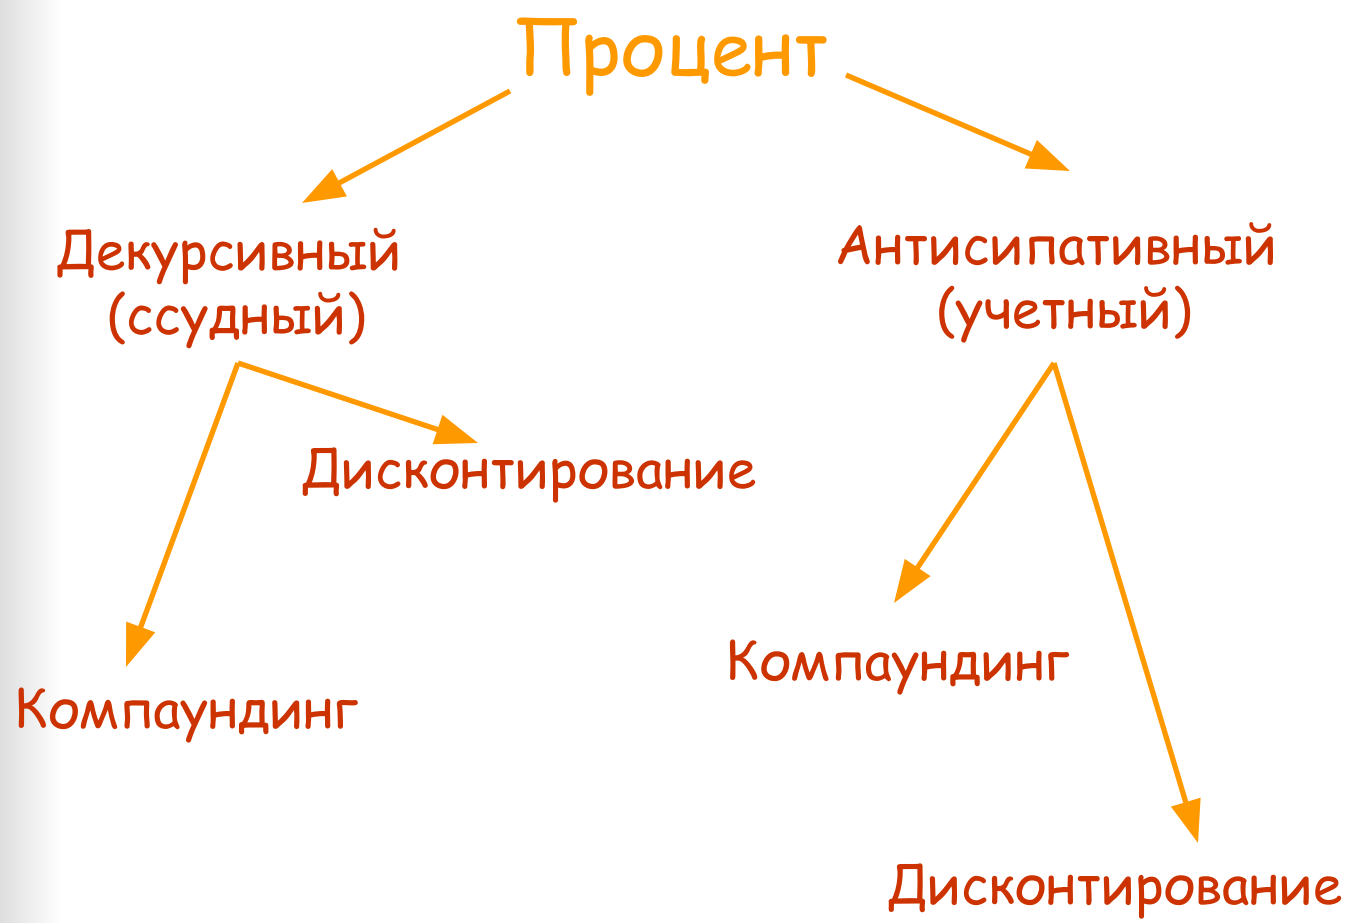 Процент
Декурсивный
(ссудный)
Антисипативный
(учетный)
Дисконтирование
Компаундинг
Компаундинг
Дисконтирование